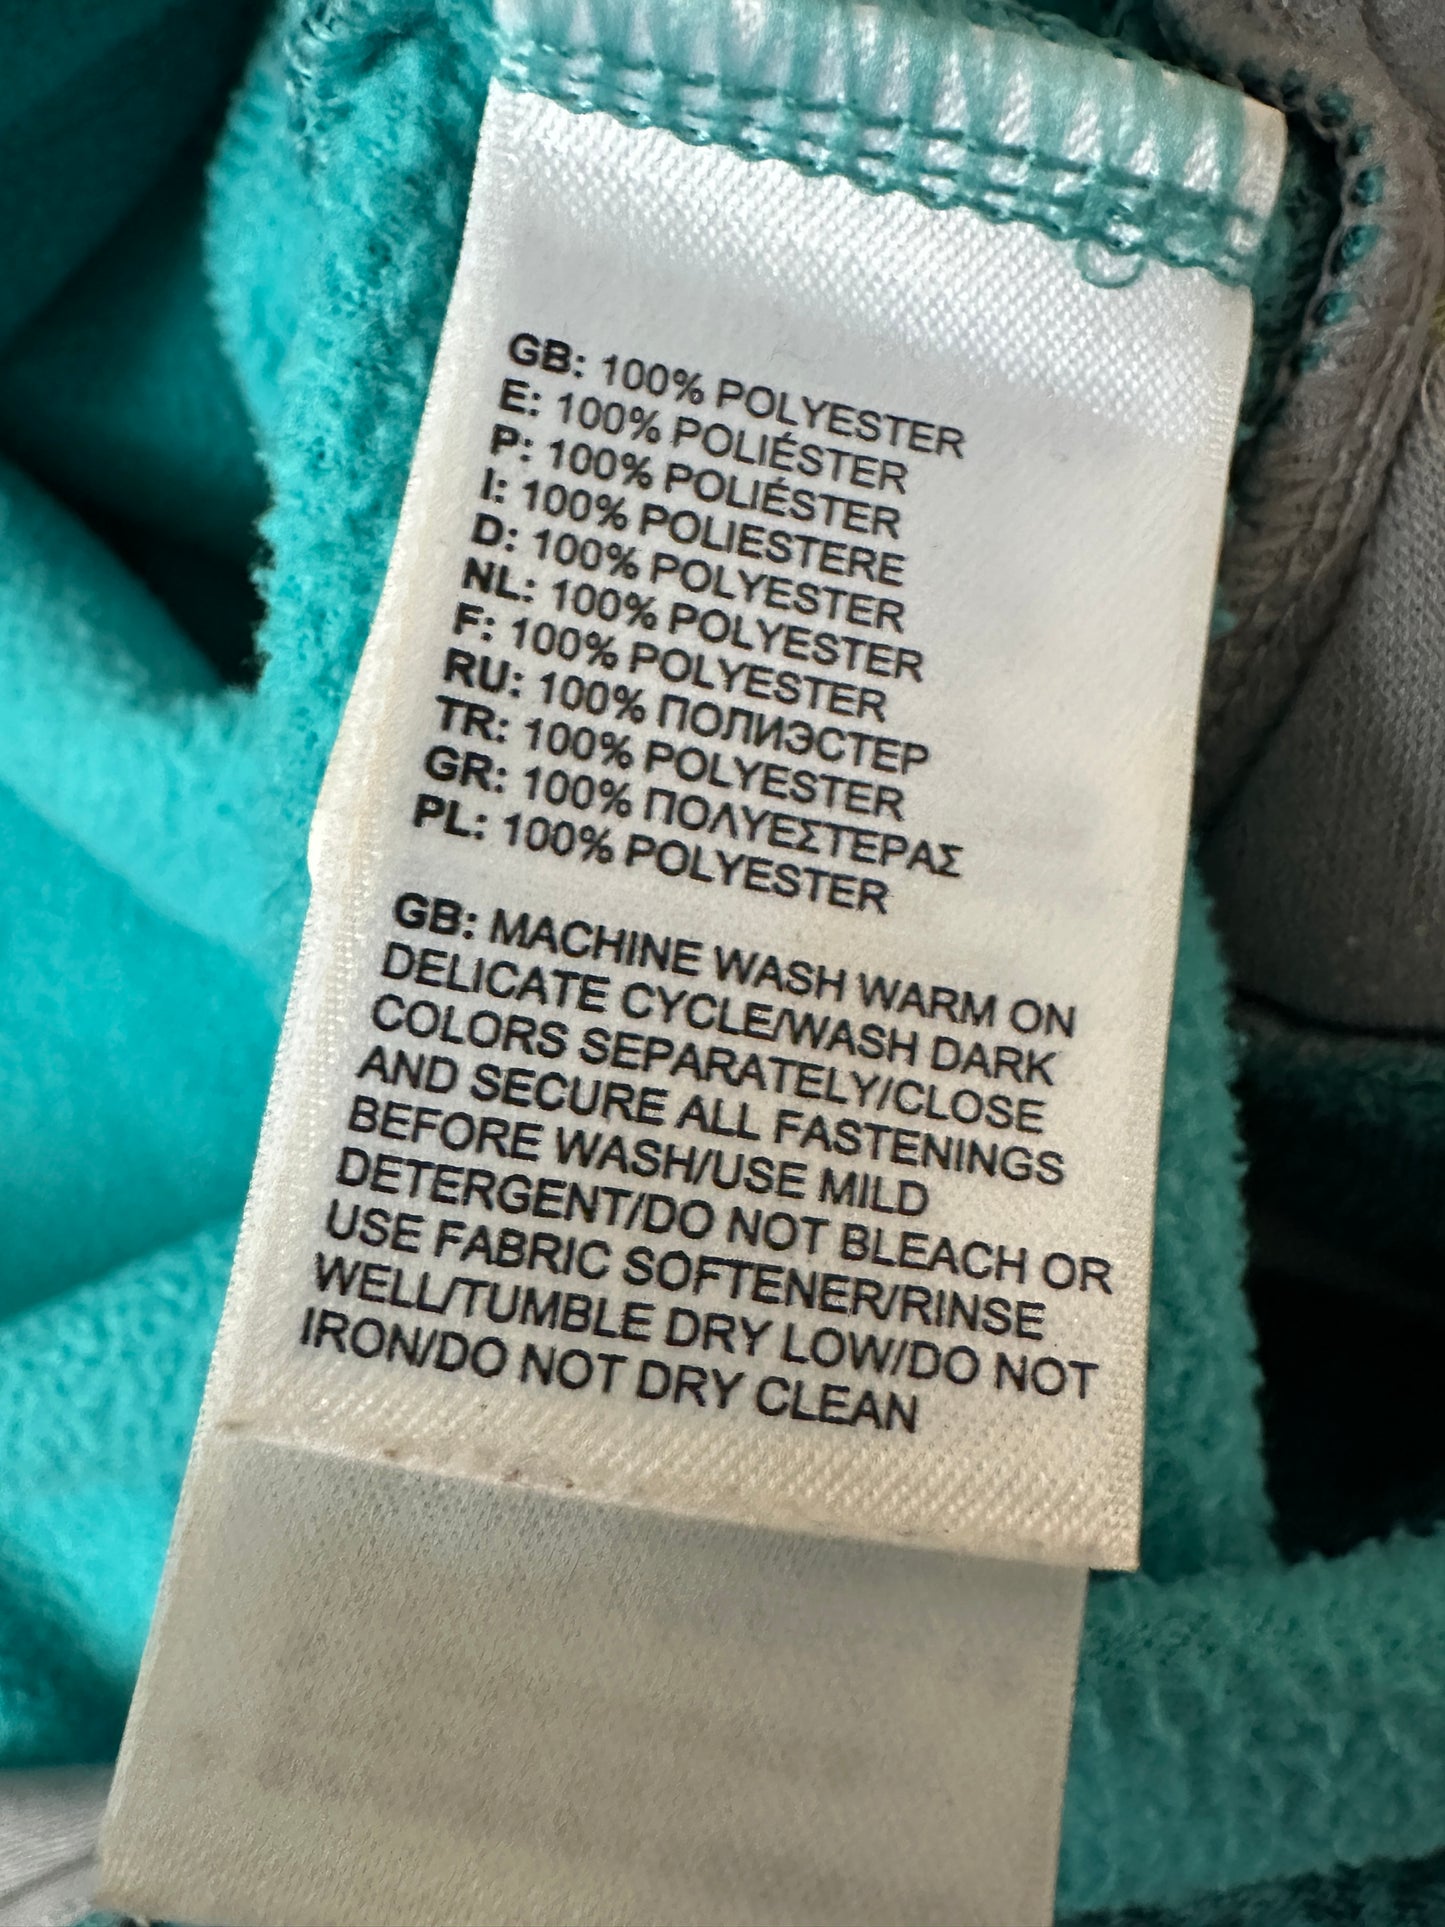 GB: 100% POLYESTER
E: 100% POLIÉSTER
P: 100% POLIÉSTER
I: 100% POLIESTERE
D: 100% POLYESTER
NL: 100% POLYESTER
F: 100% POLYESTER
RU: 100% ПОЛИЭСТЕР
TR: 100% POLYESTER
GR: 100% ΠΟΛΥΕΣΤΕΡΑΣ
PL: 100% POLYESTER
GB: MACHINE WASH WARM ON
DELICATE CYCLE/WASH DARK
COLORS SEPARATELY/CLOSE
AND SECURE ALL FASTENINGS
BEFORE WASH/USE MILD
DETERGENT/DO NOT BLEACH OR
USE FABRIC SOFTENER/RINSE
WELL/TUMBLE DRY LOW/DO NOT
IRON/DO NOT DRY CLEAN